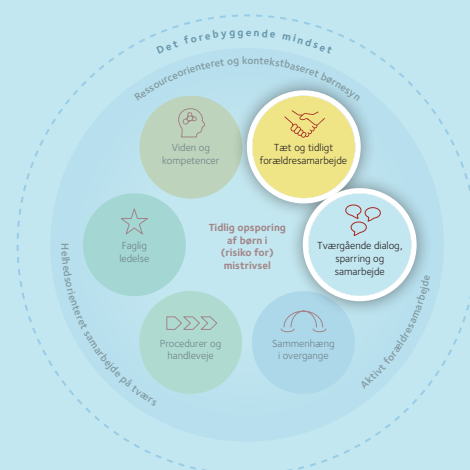 Det forebyggende mindset
Ressourceorienteret og kontekstbaseret børnesyn
Viden og
kompetencer
Tæt og tidligt
forældresamarbejde
Faglig
ledelse
Tidlig opsporing
af børn i
(risiko for)
mistrivsel
Tværgående dialog,
sparring og
samarbejde
Procedurer og
handleveje
Sammenhæng
i overgange
Helhedsorienteret samarbejde på tværs
Aktivt forældresamarbejde